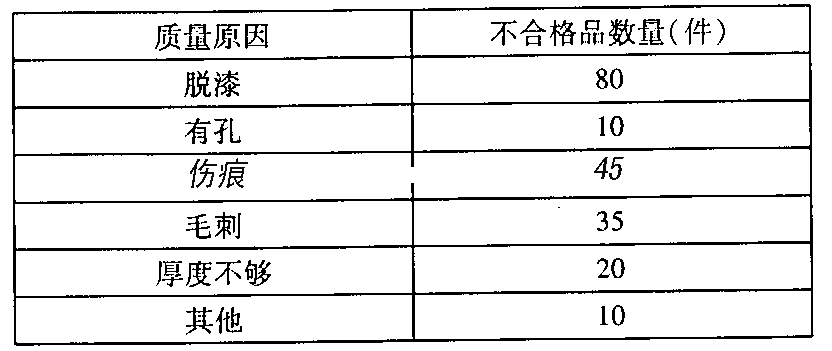 质量原因 不合格品数量(件)
脱漆 80
有孔 10
伤痕 45
毛刺 35
厚度不够 20
其他 10